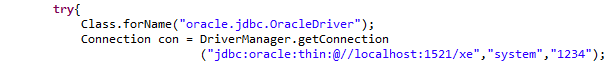 try{
Class.forName("oracle.jdbc.OracleDriver");
Connection con = DriverManager.getConnection
("jdbc:oracle:thin:@//localhost:1521/xe","system","1234");